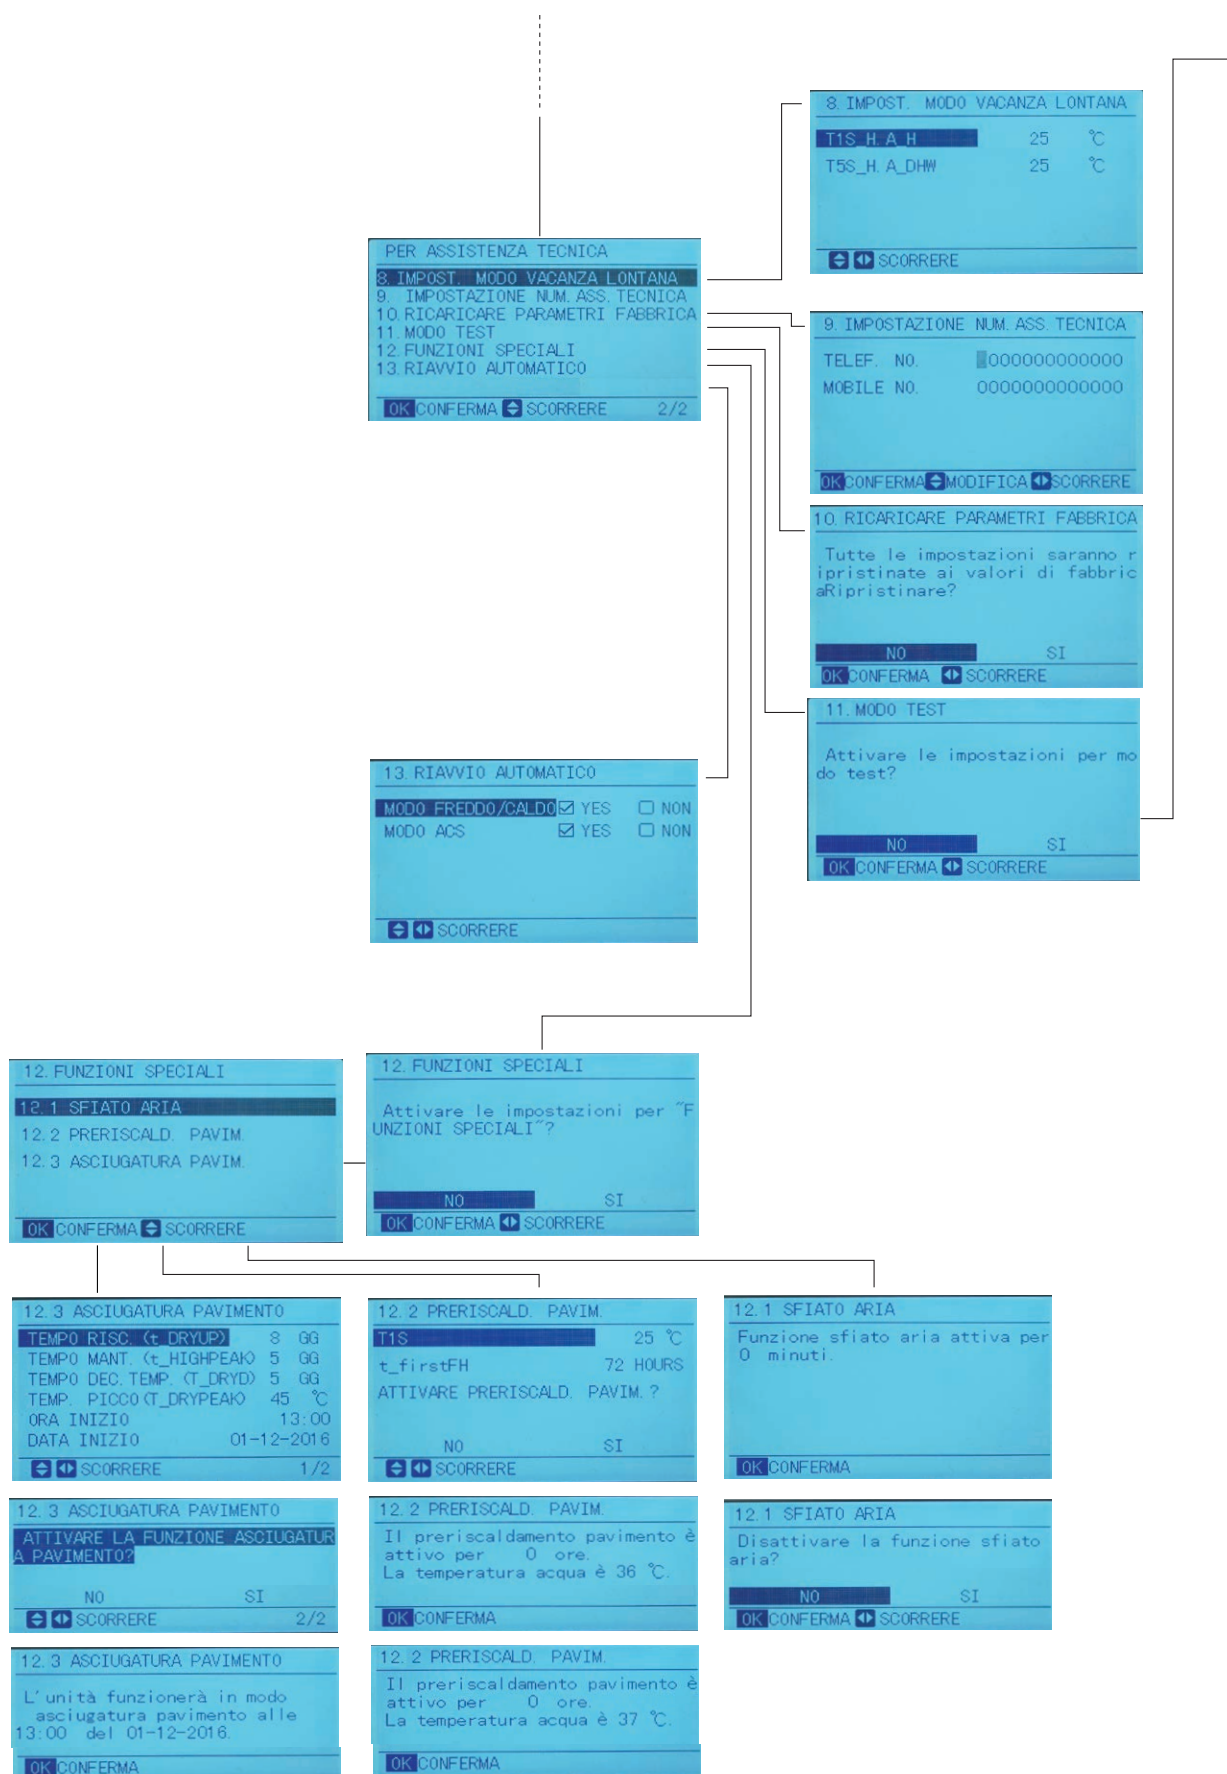 8. IMPOST. MODO VACANZA LONTANA
T1S_H.A_H 25 °C
T5S_H.A_DHW 25 °C
SCORRERE
PER ASSISTENZA TECNICA
8. IMPOST. MODO VACANZA LONTANA
9. IMPOSTAZIONE NUM. ASS. TECNICA
10. RICARICARE PARAMETRI FABBRICA
11. MODO TEST
12. FUNZIONI SPECIALI
13. RIAVVIO AUTOMATICO
OK CONFERMA SCORRERE 2/2
9. IMPOSTAZIONE NUM. ASS. TECNICA
TELEF. NO. 000000000000
MOBILE NO. 0000000000000
OK CONFERMA MODIFICA SCORRERE
10. RICARICARE PARAMETRI FABBRICA
Tutte le impostazioni saranno r
ipristinate ai valori di fabbric
aRipristinare?
NO SI
OK CONFERMA SCORRERE
11. MODO TEST
Attivare le impostazioni per mo
do test?
NO SI
OK CONFERMA SCORRERE
13. RIAVVIO AUTOMATICO
MODO FREDDO/CALDO YES NON
MODO ACS YES NON
SCORRERE
12. FUNZIONI SPECIALI
12.1 SFIATO ARIA
12.2 PRERISCALD. PAVIM.
12.3 ASCIUGATURA PAVIM.
OK CONFERMA SCORRERE
12. FUNZIONI SPECIALI
Attivare le impostazioni per "F
UNZIONI SPECIALI"?
NO SI
OK CONFERMA SCORRERE
12.3 ASCIUGATURA PAVIMENTO
TEMPO RISC. (t_DRYUP) 8 GG
TEMPO MANT. (t_HIGHPEAK) 5 GG
TEMPO DEC. TEMP. (T_DRYD) 5 GG
TEMP. PICCO (T_DRYPEAK) 45 °C
ORA INIZIO 13:00
DATA INIZIO 01-12-2016
SCORRERE 1/2
12.2 PRERISCALD. PAVIM.
T1S 25 °C
t_firstFH 72 HOURS
ATTIVARE PRERISCALD. PAVIM.?
NO SI
SCORRERE
12.1 SFIATO ARIA
Funzione sfiato aria attiva per
0 minuti.
OK CONFERMA
12.3 ASCIUGATURA PAVIMENTO
ATTIVARE LA FUNZIONE ASCIUGATUR
A PAVIMENTO?
NO SI
SCORRERE 2/2
12.2 PRERISCALD. PAVIM.
Il preriscaldamento pavimento è
attivo per 0 ore.
La temperatura acqua è 36 °C.
OK CONFERMA
12.1 SFIATO ARIA
Disattivare la funzione sfiato
aria?
NO SI
OK CONFERMA SCORRERE
12.3 ASCIUGATURA PAVIMENTO
L'unità funzionerà in modo
asciugatura pavimento alle
13:00 del 01-12-2016.
OK CONFERMA
12.2 PRERISCALD. PAVIM.
Il preriscaldamento pavimento è
attivo per 0 ore.
La temperatura acqua è 37 °C.
OK CONFERMA